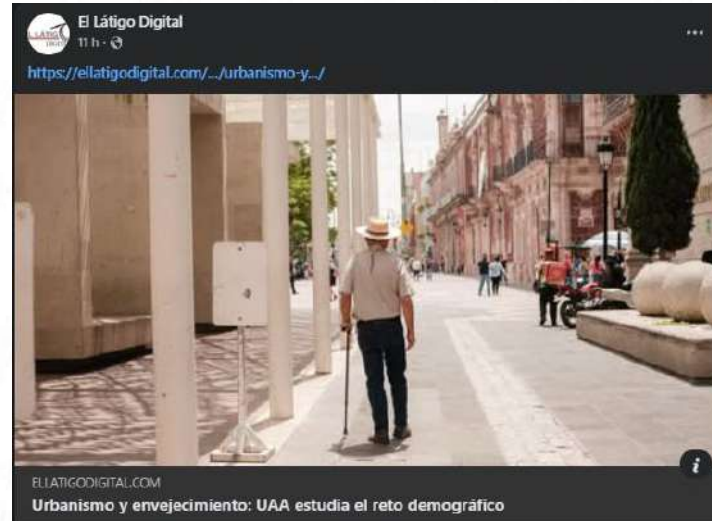 El Látigo Digital
11 h ·
https://ellatigodigital.com/.../urbanismo-y.../
ELLATIGODIGITAL.COM
Urbanismo y envejecimiento: UAA estudia el reto demográfico